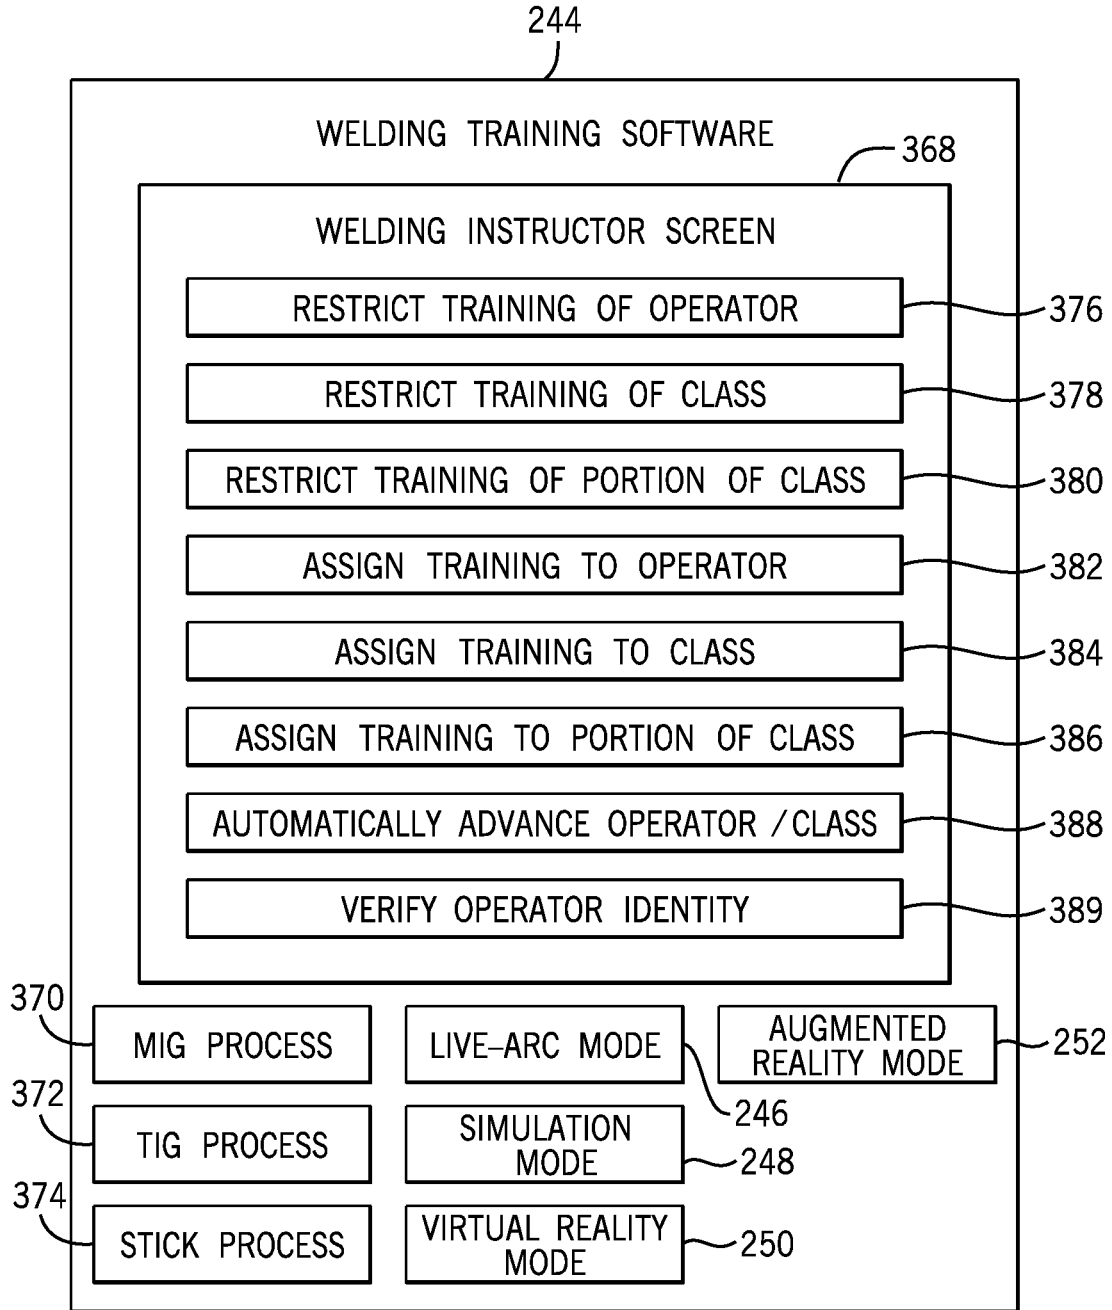 244
WELDING TRAINING SOFTWARE
368
WELDING INSTRUCTOR SCREEN
RESTRICT TRAINING OF OPERATOR
376
RESTRICT TRAINING OF CLASS
378
RESTRICT TRAINING OF PORTION OF CLASS
380
ASSIGN TRAINING TO OPERATOR
382
ASSIGN TRAINING TO CLASS
384
ASSIGN TRAINING TO PORTION OF CLASS
386
AUTOMATICALLY ADVANCE OPERATOR / CLASS
388
VERIFY OPERATOR IDENTITY
389
370
MIG PROCESS
LIVE–ARC MODE
246
AUGMENTED
REALITY MODE
252
372
TIG PROCESS
SIMULATION
MODE
248
374
STICK PROCESS
VIRTUAL REALITY
MODE
250